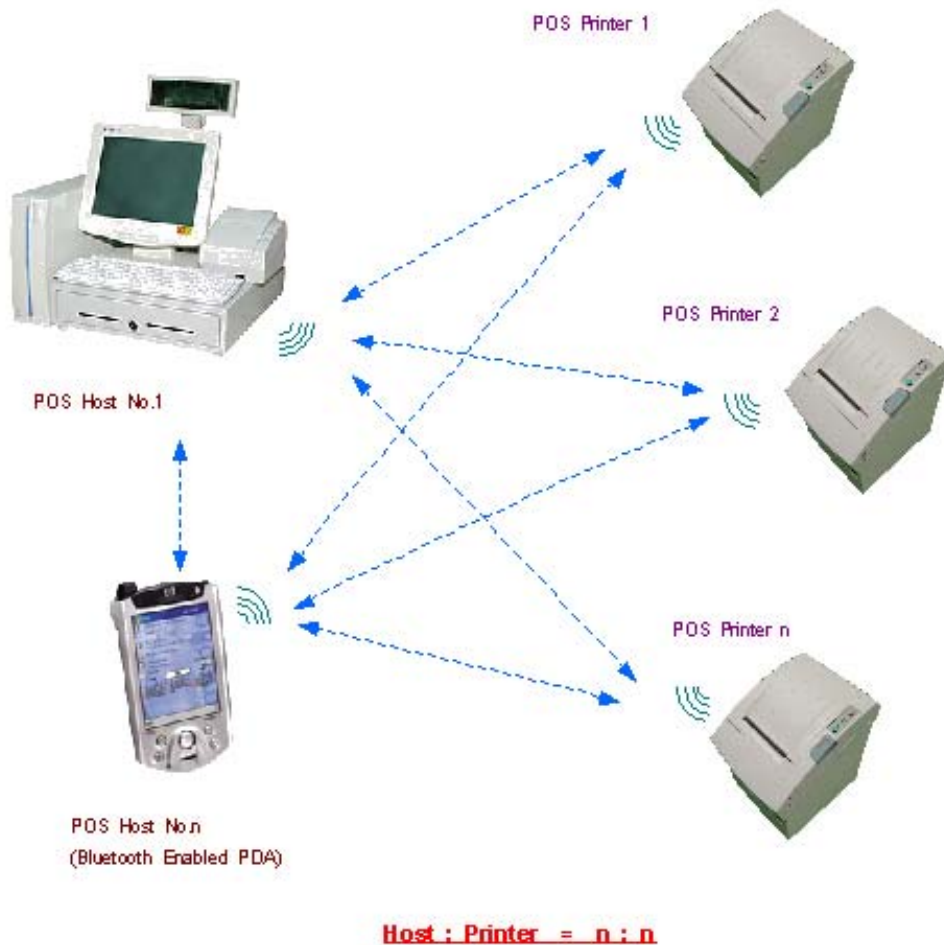 POS Printer 1
POS Printer 2
POS Host No.1
POS Printer n
POS Host No.n
(Bluetooth Enabled PDA)
Host : Printer = n : n